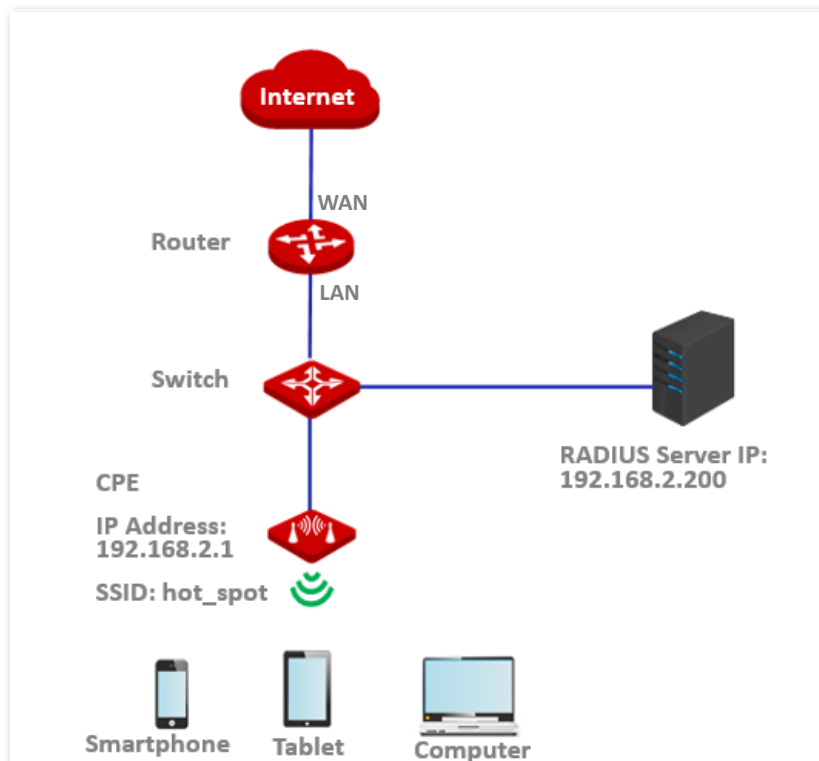 Internet
WAN
Router
LAN
Switch
RADIUS Server IP:
192.168.2.200
CPE
IP Address:
192.168.2.1
SSID: hot_spot
Smartphone
Tablet
Computer